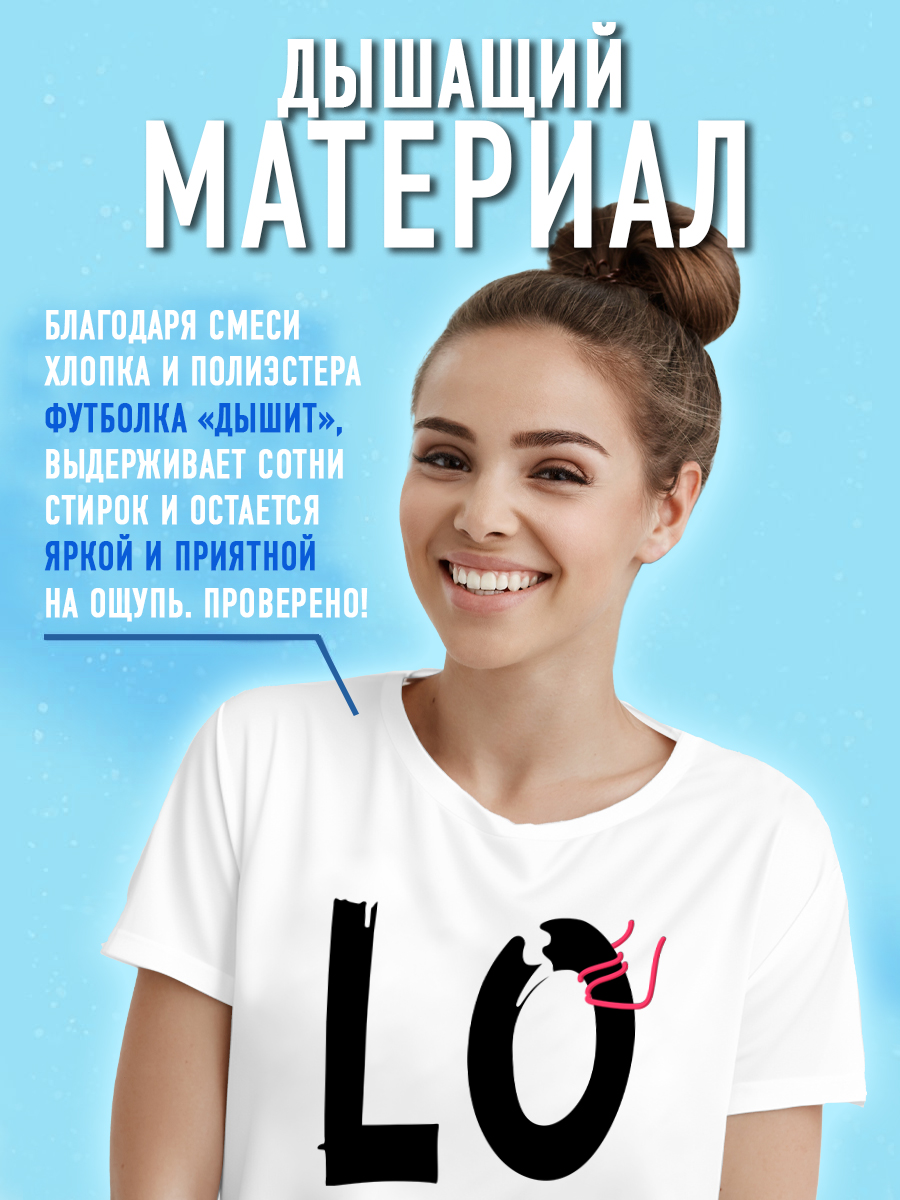 ДЫШАЩИЙ
МАТЕРИАЛ
БЛАГОДАРЯ СМЕСИ
ХЛОПКА И ПОЛИЭСТЕРА
ФУТБОЛКА «ДЫШИТ»,
ВЫДЕРЖИВАЕТ СОТНИ
СТИРОК И ОСТАЕТСЯ
ЯРКОЙ И ПРИЯТНОЙ
НА ОЩУПЬ. ПРОВЕРЕНО!
LO